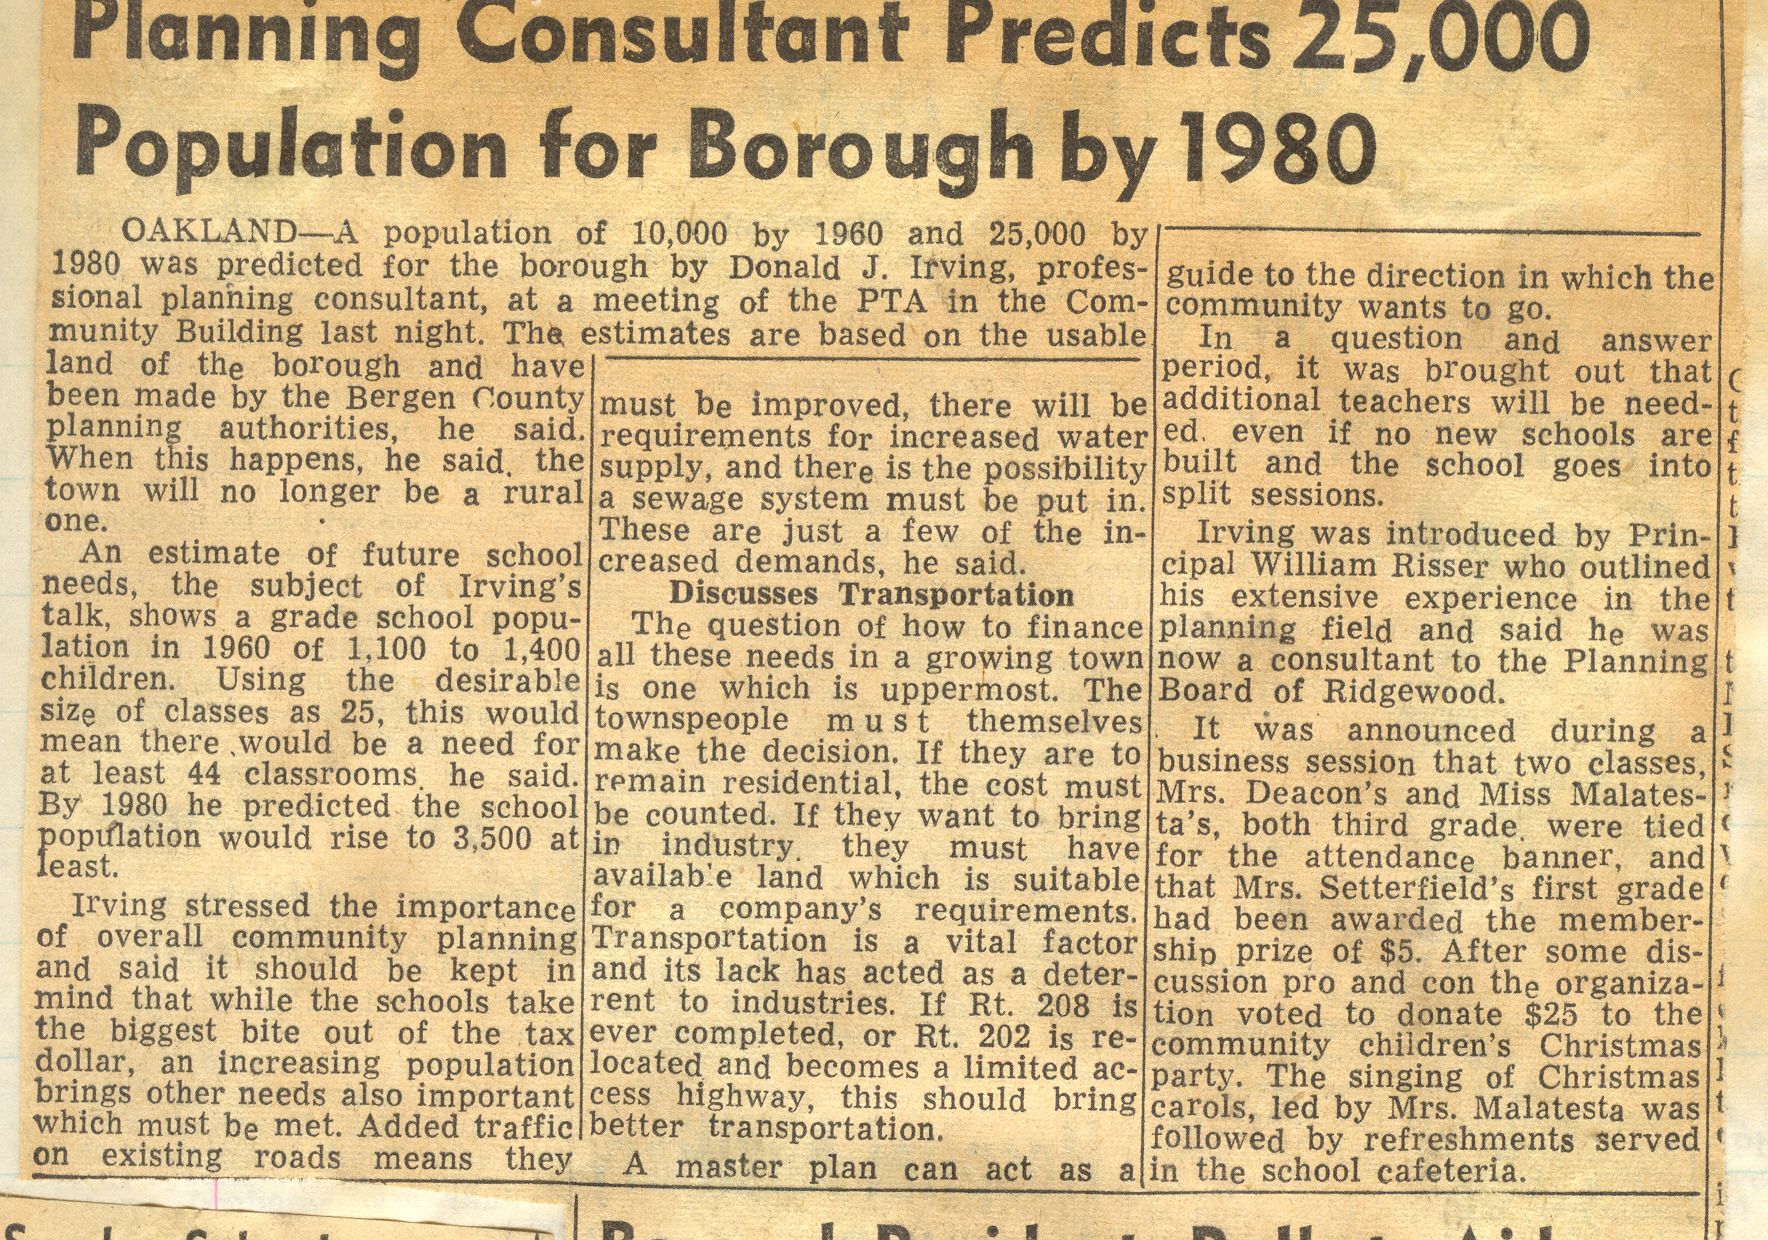 Planning Consultant Predicts 25,000
Population for Borough by 1980
OAKLAND—A population of 10,000 by 1960 and 25,000 by
1980 was predicted for the borough by Donald J. Irving, profes-
sional planning consultant, at a meeting of the PTA in the Com-
munity Building last night. The estimates are based on the usable
land of the borough and have
been made by the Bergen County
planning authorities, he said.
When this happens, he said, the
town will no longer be a rural
one.
An estimate of future school
needs, the subject of Irving's
talk, shows a grade school popu-
lation in 1960 of 1,100 to 1,400
children. Using the desirable
size of classes as 25, this would
mean there would be a need for
at least 44 classrooms, he said.
By 1980 he predicted the school
population would rise to 3,500 at
least.
Irving stressed the importance
of overall community planning
and said it should be kept in
mind that while the schools take
the biggest bite out of the tax
dollar, an increasing population
brings other needs also important
which must be met. Added traffic
on existing roads means they
must be improved, there will be
requirements for increased water
supply, and there is the possibility
a sewage system must be put in.
These are just a few of the in-
creased demands, he said.
Discusses Transportation
The question of how to finance
all these needs in a growing town
is one which is uppermost. The
townspeople must themselves
make the decision. If they are to
remain residential, the cost must
be counted. If they want to bring
in industry, they must have
available land which is suitable
for a company's requirements.
Transportation is a vital factor
and its lack has acted as a deter-
rent to industries. If Rt. 208 is
ever completed, or Rt. 202 is re-
located and becomes a limited ac-
cess highway, this should bring
better transportation.
A master plan can act as a
guide to the direction in which the
community wants to go.
In a question and answer
period, it was brought out that
additional teachers will be need-
ed, even if no new schools are
built and the school goes into
split sessions.
Irving was introduced by Prin-
cipal William Risser who outlined
his extensive experience in the
planning field and said he was
now a consultant to the Planning
Board of Ridgewood.
It was announced during a
business session that two classes,
Mrs. Deacon's and Miss Malates-
ta's, both third grade, were tied
for the attendance banner, and
that Mrs. Setterfield's first grade
had been awarded the member-
ship prize of $5. After some dis-
cussion pro and con the organiza-
tion voted to donate $25 to the
community children's Christmas
party. The singing of Christmas
carols, led by Mrs. Malatesta was
followed by refreshments served
in the school cafeteria.